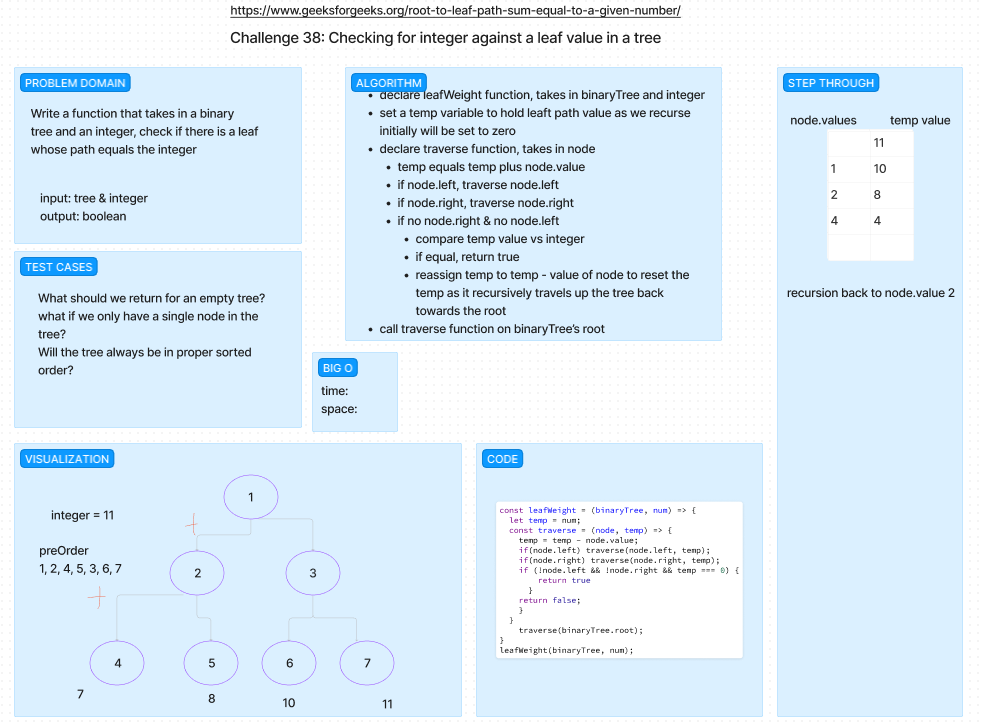 https://www.geeksforgeeks.org/root-to-leaf-path-sum-equal-to-a-given-number/
Challenge 38: Checking for integer against a leaf value in a tree
PROBLEM DOMAIN
Write a function that takes in a binary
tree and an integer, check if there is a leaf
whose path equals the integer
input: tree & integer
output: boolean
TEST CASES
What should we return for an empty tree?
what if we only have a single node in the
tree?
Will the tree always be in proper sorted
order?
ALGORITHM
• declare leafWeight function, takes in binaryTree and integer
• set a temp variable to hold leaft path value as we recurse
initially will be set to zero
• declare traverse function, takes in node
• temp equals temp plus node.value
• if node.left, traverse node.left
• if node.right, traverse node.right
• if no node.right & no node.left
• compare temp value vs integer
• if equal, return true
• reassign temp to temp - value of node to reset the
temp as it recursively travels up the tree back
towards the root
• call traverse function on binaryTree's root
BIG O
time:
space:
STEP THROUGH
node.values temp value
11
1 10
2 8
4 4
recursion back to node.value 2
VISUALIZATION
integer = 11
preOrder
1, 2, 4, 5, 3, 6, 7
1
2 3
4 5 6 7
7 8 10 11
CODE
const leafWeight = (binaryTree, num) => {
let temp = num;
const traverse = (node, temp) => {
temp = temp - node.value;
if(node.left) traverse(node.left, temp);
if(node.right) traverse(node.right, temp);
if (!node.left && !node.right && temp === 0) {
return true
}
return false;
}
}
traverse(binaryTree.root);
}
leafWeight(binaryTree, num);